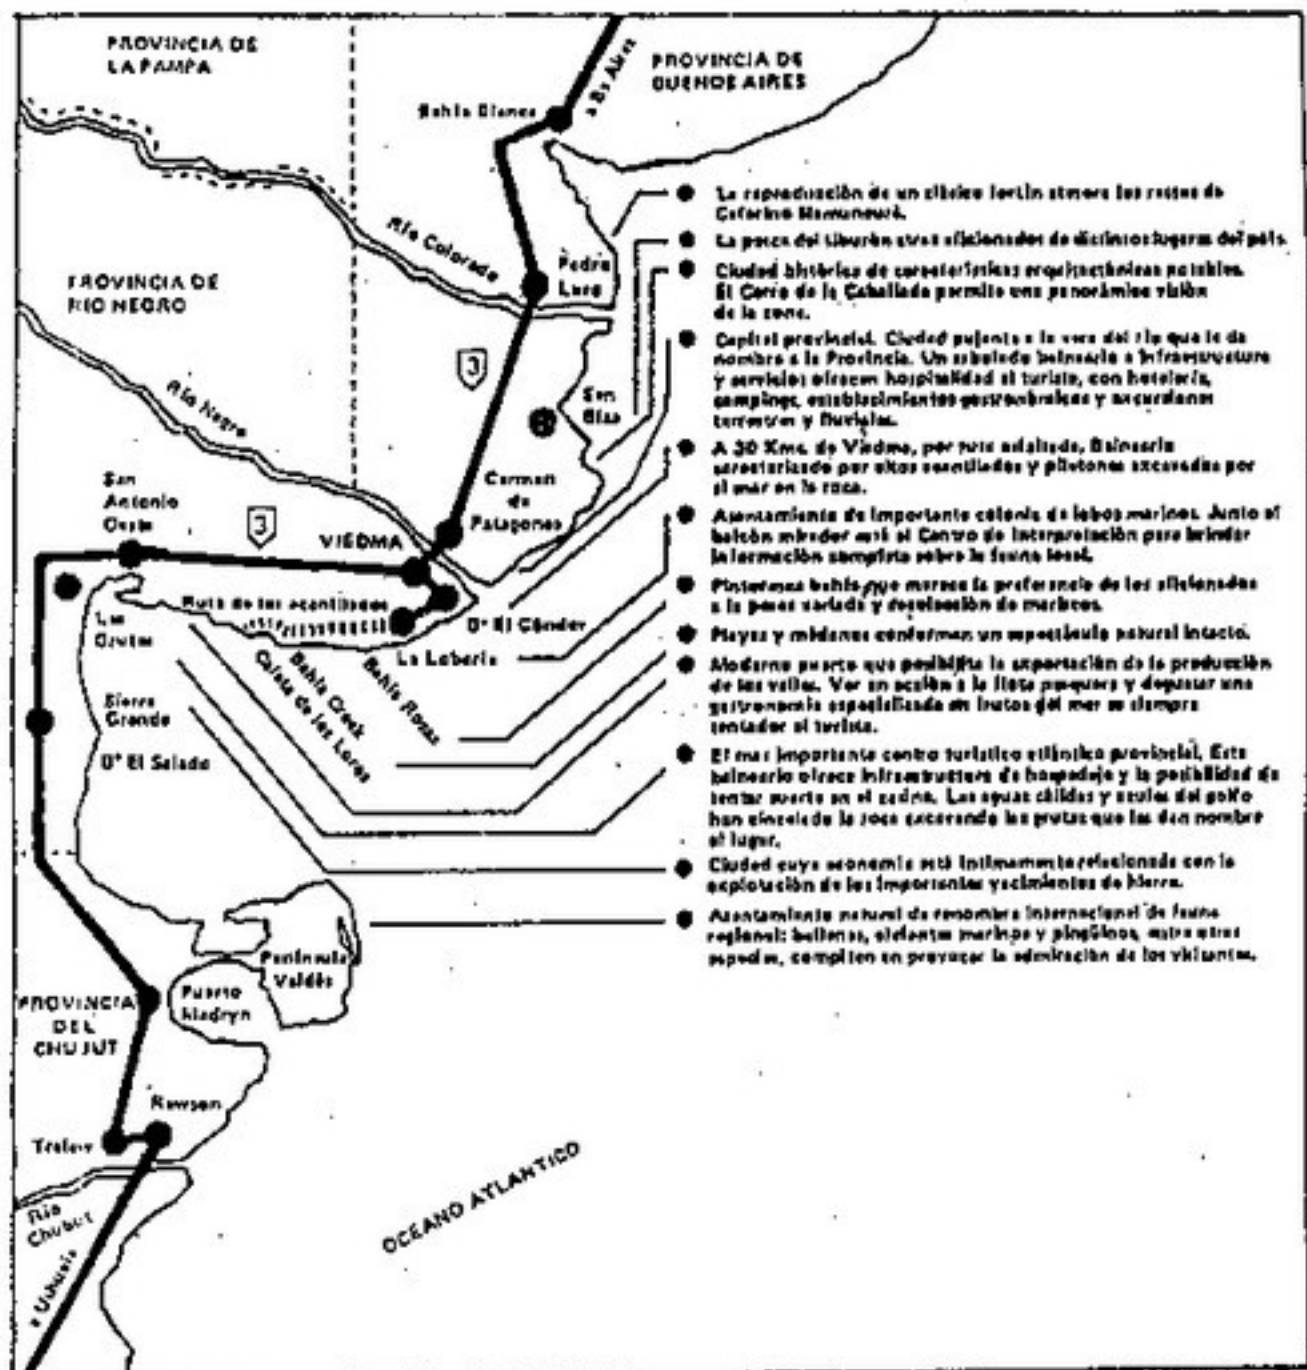 PROVINCIA DE
LA PAMPA
PROVINCIA DE
BUENOS AIRES
a Bs Aires
Bahía Blanca
Río Colorado
Pedro
Luro
PROVINCIA DE
RIO NEGRO
3
San
Blas
Río Negro
San
Antonio
Oeste
3
Carmen
de
Patagones
VIEDMA
Ruta de los acantilados
Bº El Cóndor
Las
Grutas
La Lobería
Bahía Rosas
Bahía Creek
Caleta de los Loros
Sierra
Grande
Bº El Salado
Península
Valdés
Puerto
Madryn
PROVINCIA
DEL
CHUBUT
Rawson
Trelew
Río
Chubut
a Ushuaia
OCEANO ATLANTICO
La reproducción de un clásico fortín atesora los restos de
Ceferino Namuncurá.
La pesca del tiburón atrae aficionados de distintos lugares del país.
Ciudad histórica de características arquitectónicas notables.
El Cerro de la Caballada permite una panorámica visión
de la zona.
Capital provincial. Ciudad pujante a la vera del río que le da
nombre a la Provincia. Un balneario e infraestructura
y servicios ofrecen hospitalidad al turista, con hotelería,
campings, establecimientos gastronómicos y excursiones
terrestres y fluviales.
A 30 Kms. de Viedma, por ruta asfaltada. Balneario
caracterizado por altos acantilados y piletones excavados por
el mar en la roca.
Asentamiento de importante colonia de lobos marinos. Junto al
balcón mirador está el Centro de Interpretación para brindar
información completa sobre la fauna local.
Pintoresca bahía que merece la preferencia de los aficionados
a la pesca variada y recolección de mariscos.
Playas y médanos conforman un espectáculo natural intacto.
Moderno puerto que posibilita la exportación de la producción
de los valles. Ver en acción a la flota pesquera y degustar una
gastronomía especializada en frutos del mar es siempre
tentador al turista.
El mas importante centro turístico atlántico provincial. Este
balneario ofrece infraestructura de hospedaje y la posibilidad de
tentar suerte en el casino. Las aguas cálidas y azules del golfo
han cincelado la roca excavando las grutas que les dan nombre
al lugar.
Ciudad cuya economía está íntimamente relacionada con la
explotación de los importantes yacimientos de hierro.
Asentamiento natural de renombre internacional de fauna
regional: ballenas, elefantes marinos y pingüinos, entre otras
especies, compiten en provocar la admiración de los visitantes.